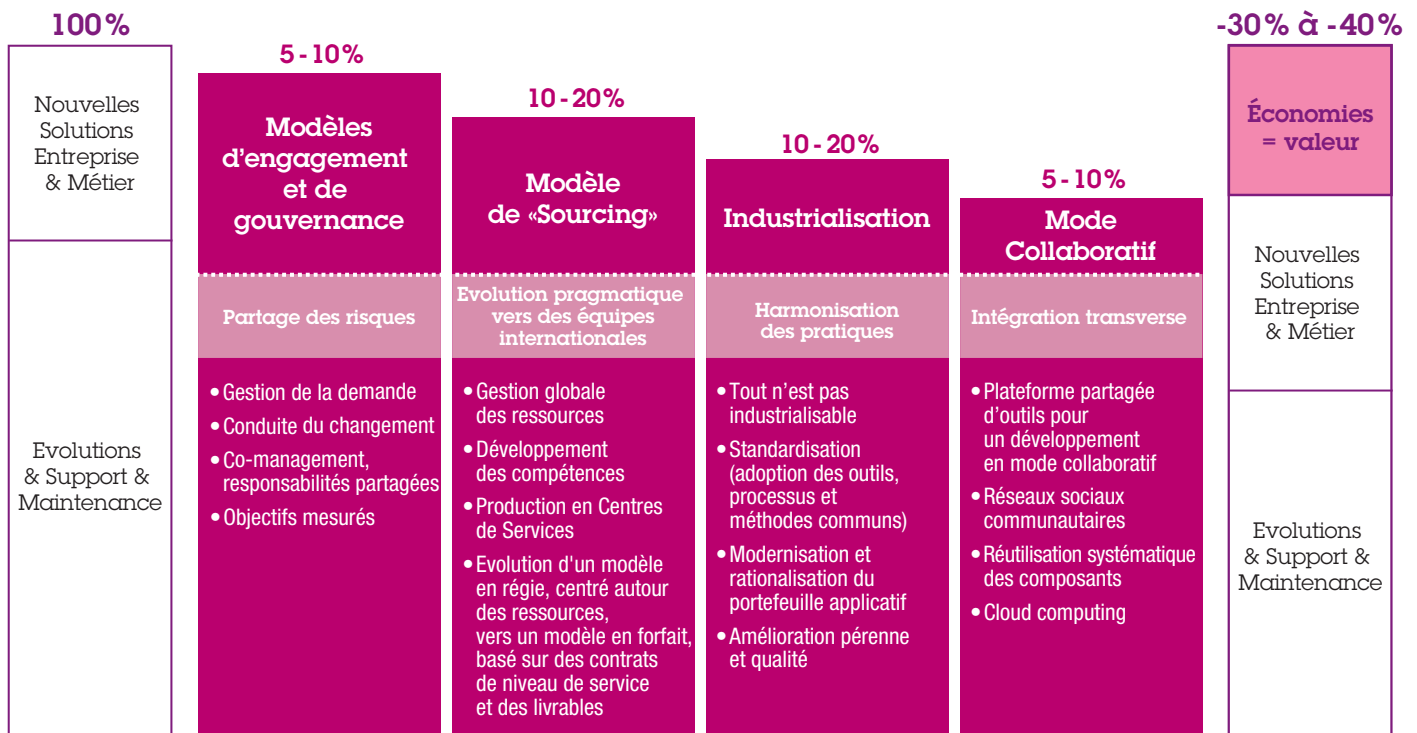 100%
Nouvelles
Solutions
Entreprise
& Métier
Evolutions
& Support &
Maintenance
5-10%
Modèles
d'engagement
et de
gouvernance
Partage des risques
• Gestion de la demande
• Conduite du changement
• Co-management,
responsabilités partagées
• Objectifs mesurés
10-20%
Modèle
de «Sourcing»
Evolution pragmatique
vers des équipes
internationales
• Gestion globale
des ressources
• Développement
des compétences
• Production en Centres
de Services
• Evolution d'un modèle
en régie, centré autour
des ressources,
vers un modèle en forfait,
basé sur des contrats
de niveau de service
et des livrables
10-20%
Industrialisation
Harmonisation
des pratiques
• Tout n'est pas
industrialisable
• Standardisation
(adoption des outils,
processus et
méthodes communs)
• Modernisation et
rationalisation du
portefeuille applicatif
• Amélioration pérenne
et qualité
5-10%
Mode
Collaboratif
Intégration transverse
• Plateforme partagée
d'outils pour
un développement
en mode collaboratif
• Réseaux sociaux
communautaires
• Réutilisation systématique
des composants
• Cloud computing
-30% à -40%
Économies
= valeur
Nouvelles
Solutions
Entreprise
& Métier
Evolutions
& Support &
Maintenance